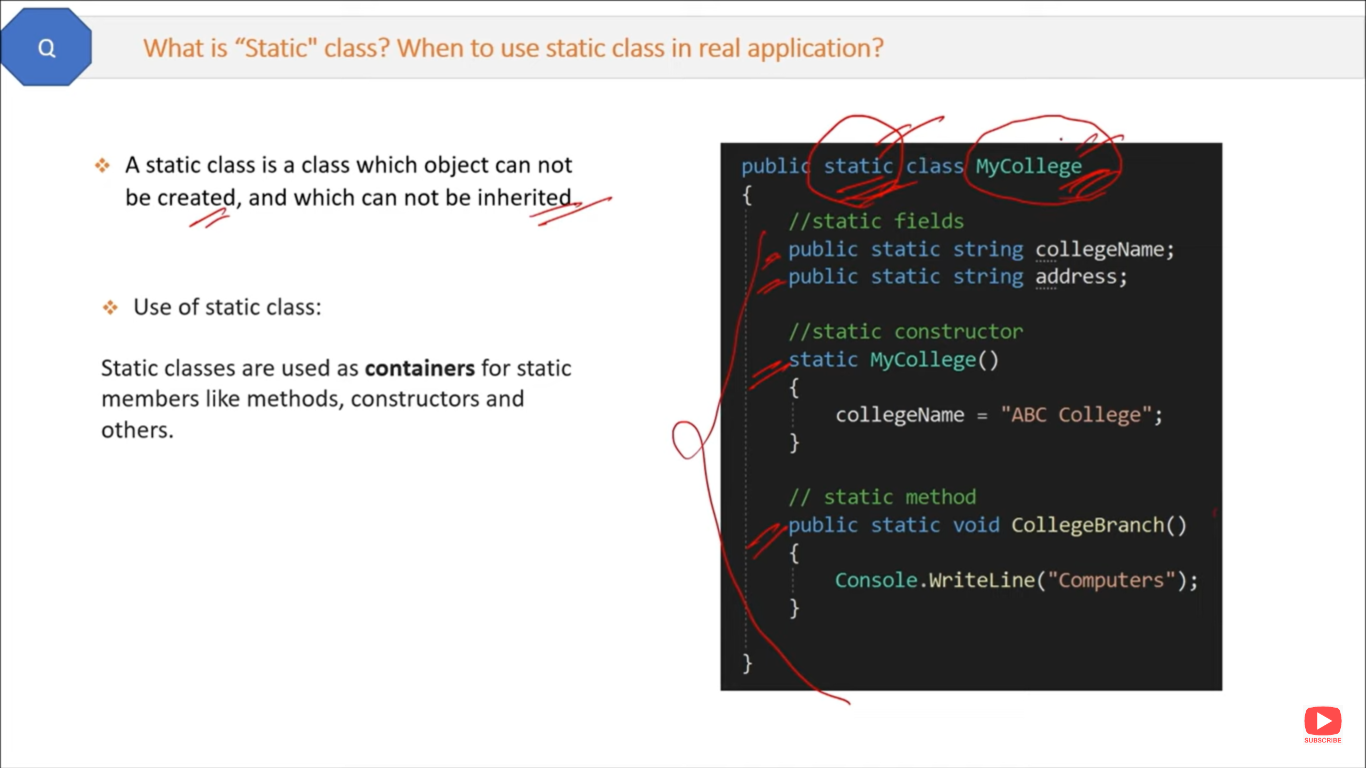 Q
What is “Static" class? When to use static class in real application?
A static class is a class which object can not
be created, and which can not be inherited.
Use of static class:
Static classes are used as containers for static
members like methods, constructors and
others.
public static class MyCollege
{
//static fields
public static string collegeName;
public static string address;
//static constructor
static MyCollege()
{
collegeName = "ABC College";
}
// static method
public static void CollegeBranch()
{
Console.WriteLine("Computers");
}
}
SUBSCRIBE